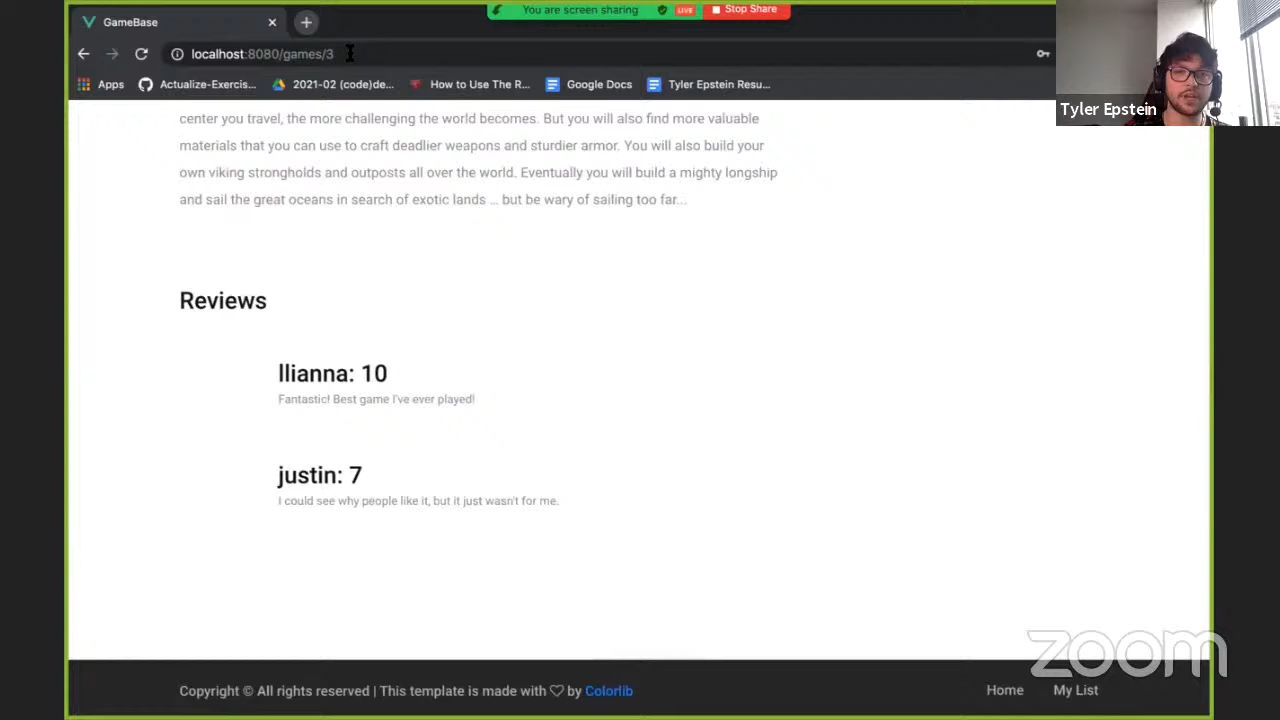 GameBase
You are screen sharing
LIVE
Stop Share
localhost:8080/games/3
Apps
Actualize-Exercis...
2021-02 (code)de...
How to Use The R...
Google Docs
Tyler Epstein Resu...
Tyler Epstein
center you travel, the more challenging the world becomes. But you will also find more valuable
materials that you can use to craft deadlier weapons and sturdier armor. You will also build your
own viking strongholds and outposts all over the world. Eventually you will build a mighty longship
and sail the great oceans in search of exotic lands ... but be wary of sailing too far...
Reviews
llianna: 10
Fantastic! Best game I've ever played!
justin: 7
I could see why people like it, but it just wasn't for me.
zoom
Copyright © All rights reserved | This template is made with ♡ by Colorlib
Home
My List